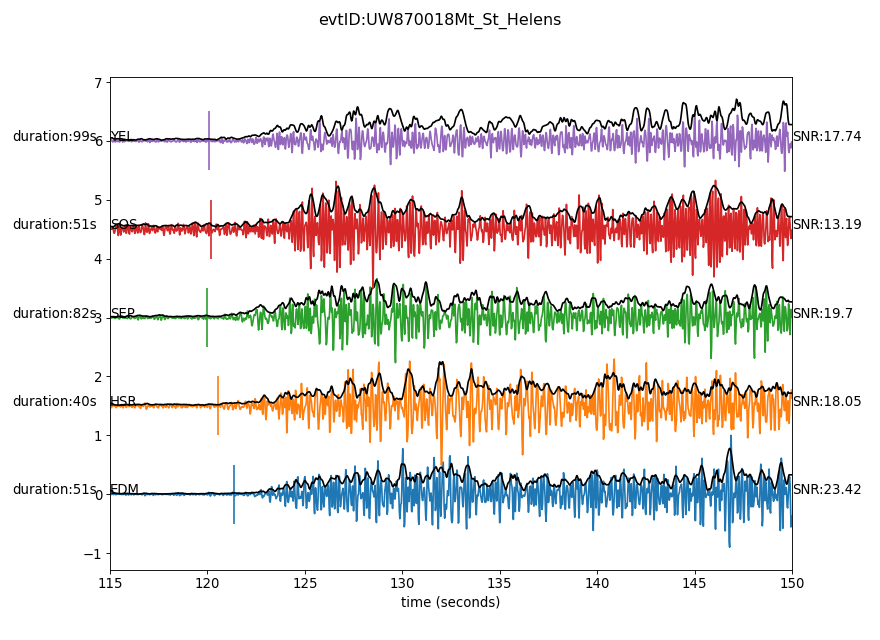 evtID:UW870018Mt_St_Helens
7
duration:99s YEL SNR:17.74
6
5
duration:51s SOS SNR:13.19
4
duration:82s SEP SNR:19.7
3
2
duration:40s HSR SNR:18.05
1
duration:51s EDM SNR:23.42
0
−1
115 120 125 130 135 140 145 150
time (seconds)